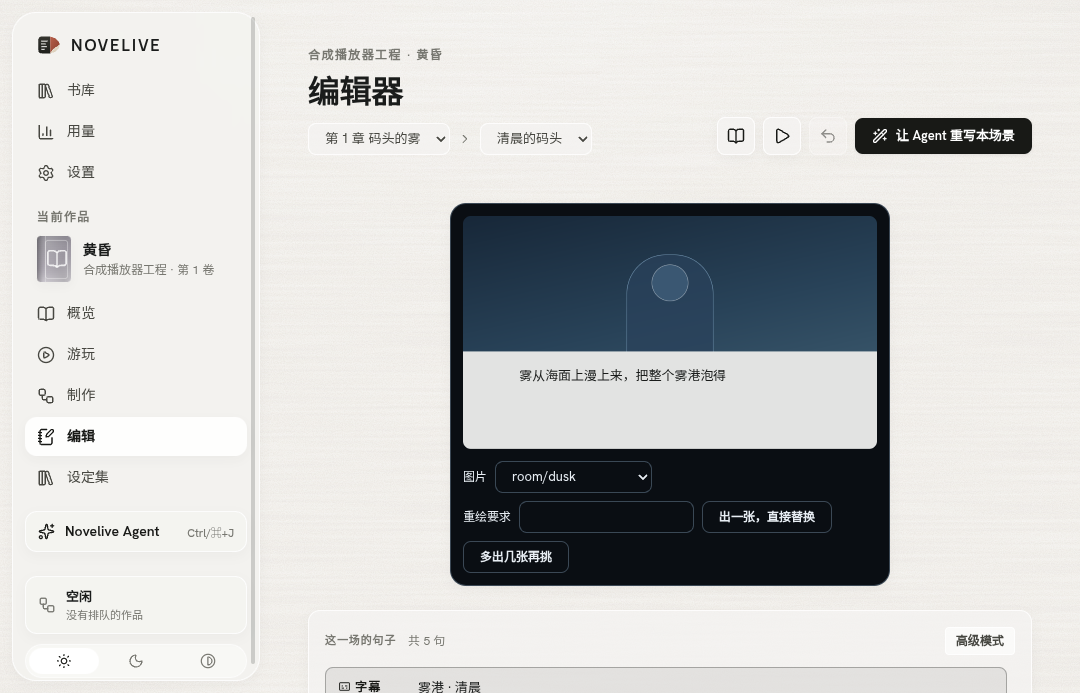 NOVELIVE
书库
用量
设置
当前作品
黄昏
合成播放器工程 · 第 1 卷
概览
游玩
制作
编辑
设定集
Novelive Agent
Ctrl/⌘+J
空闲
没有排队的作品
合成播放器工程 · 黄昏
编辑器
第 1 章 码头的雾
清晨的码头
让 Agent 重写本场景
雾从海面上漫上来，把整个雾港泡得
图片
room/dusk
重绘要求
出一张，直接替换
多出几张再挑
这一场的句子
共 5 句
高级模式
字幕
雾港 · 清晨